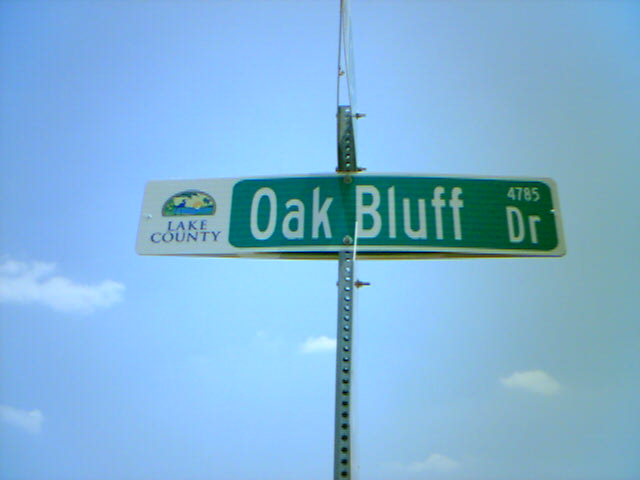 LAKE
COUNTY
Oak Bluff Dr
4785